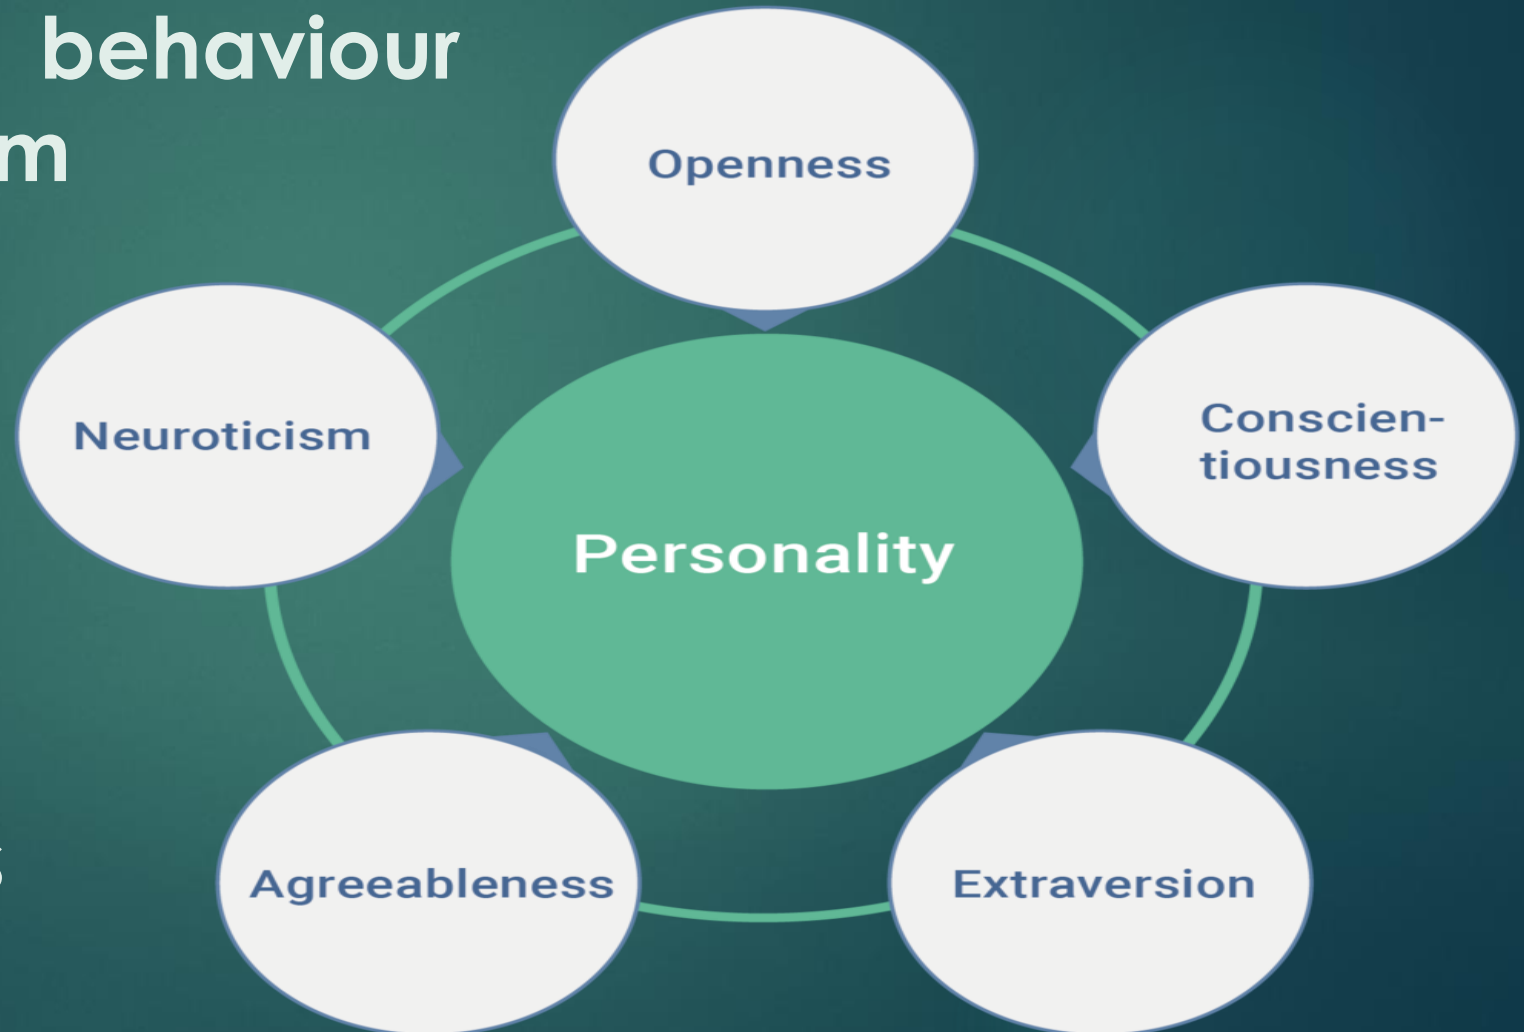 behaviour
m
Openness
Neuroticism
Conscien-
tiousness
Personality
Agreeableness
Extraversion
s